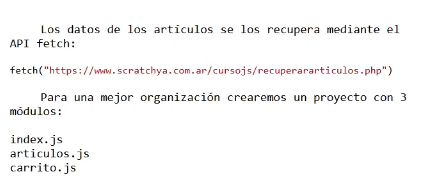 Los datos de los artículos se los recupera mediante el
API fetch:
fetch("https://www.scratchya.com.ar/cursojs/recuperararticulos.php")
Para una mejor organización crearemos un proyecto con 3
módulos:
index.js
articulos.js
carrito.js